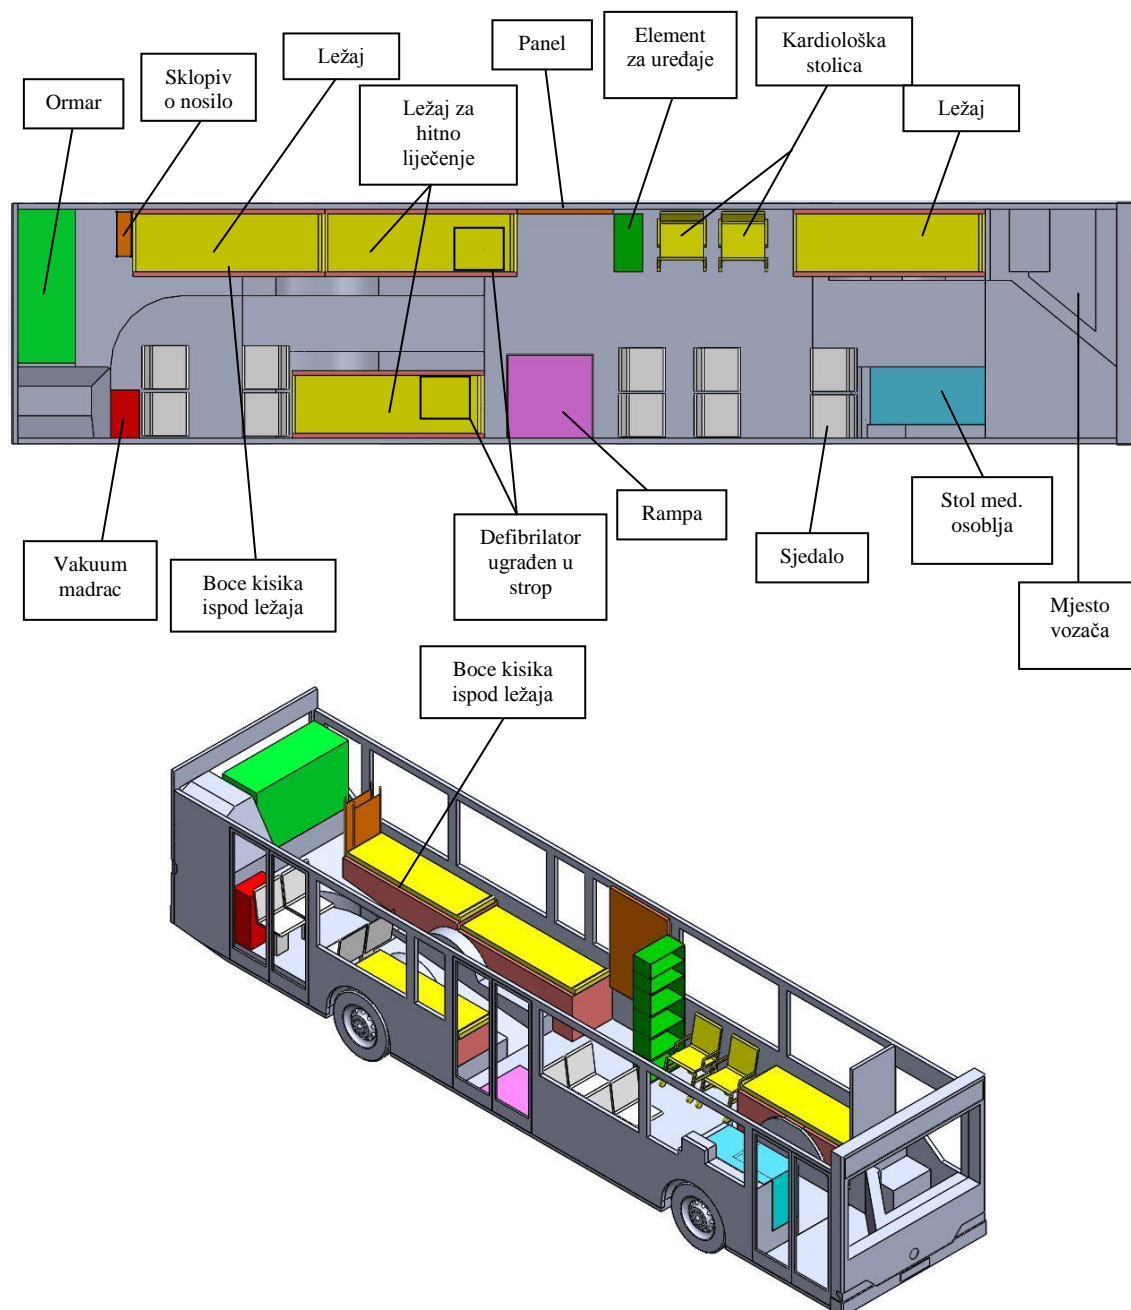 Ormar
Sklopiv
o nosilo
Ležaj
Ležaj za
hitno
liječenje
Panel
Element
za uređaje
Kardiološka
stolica
Ležaj
Vakuum
madrac
Boce kisika
ispod ležaja
Defibrilator
ugrađen u
strop
Rampa
Sjedalo
Stol med.
osoblja
Mjesto
vozača
Boce kisika
ispod ležaja